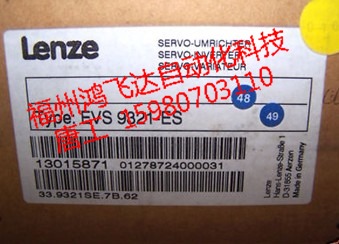 Lenze
SERVO-UMRICHTER
SERVO-INVERTER
SERVO-VARIATEUR
福州鸿飞达自动化科技
唐工 15980703110
Type: EVS 9321-ES
48
49
13015871 01278724000031
33.9321SE.7B.62
Lenze
Hans-Lenze-Straße 1
D-31855 Aerzen
Made in Germany